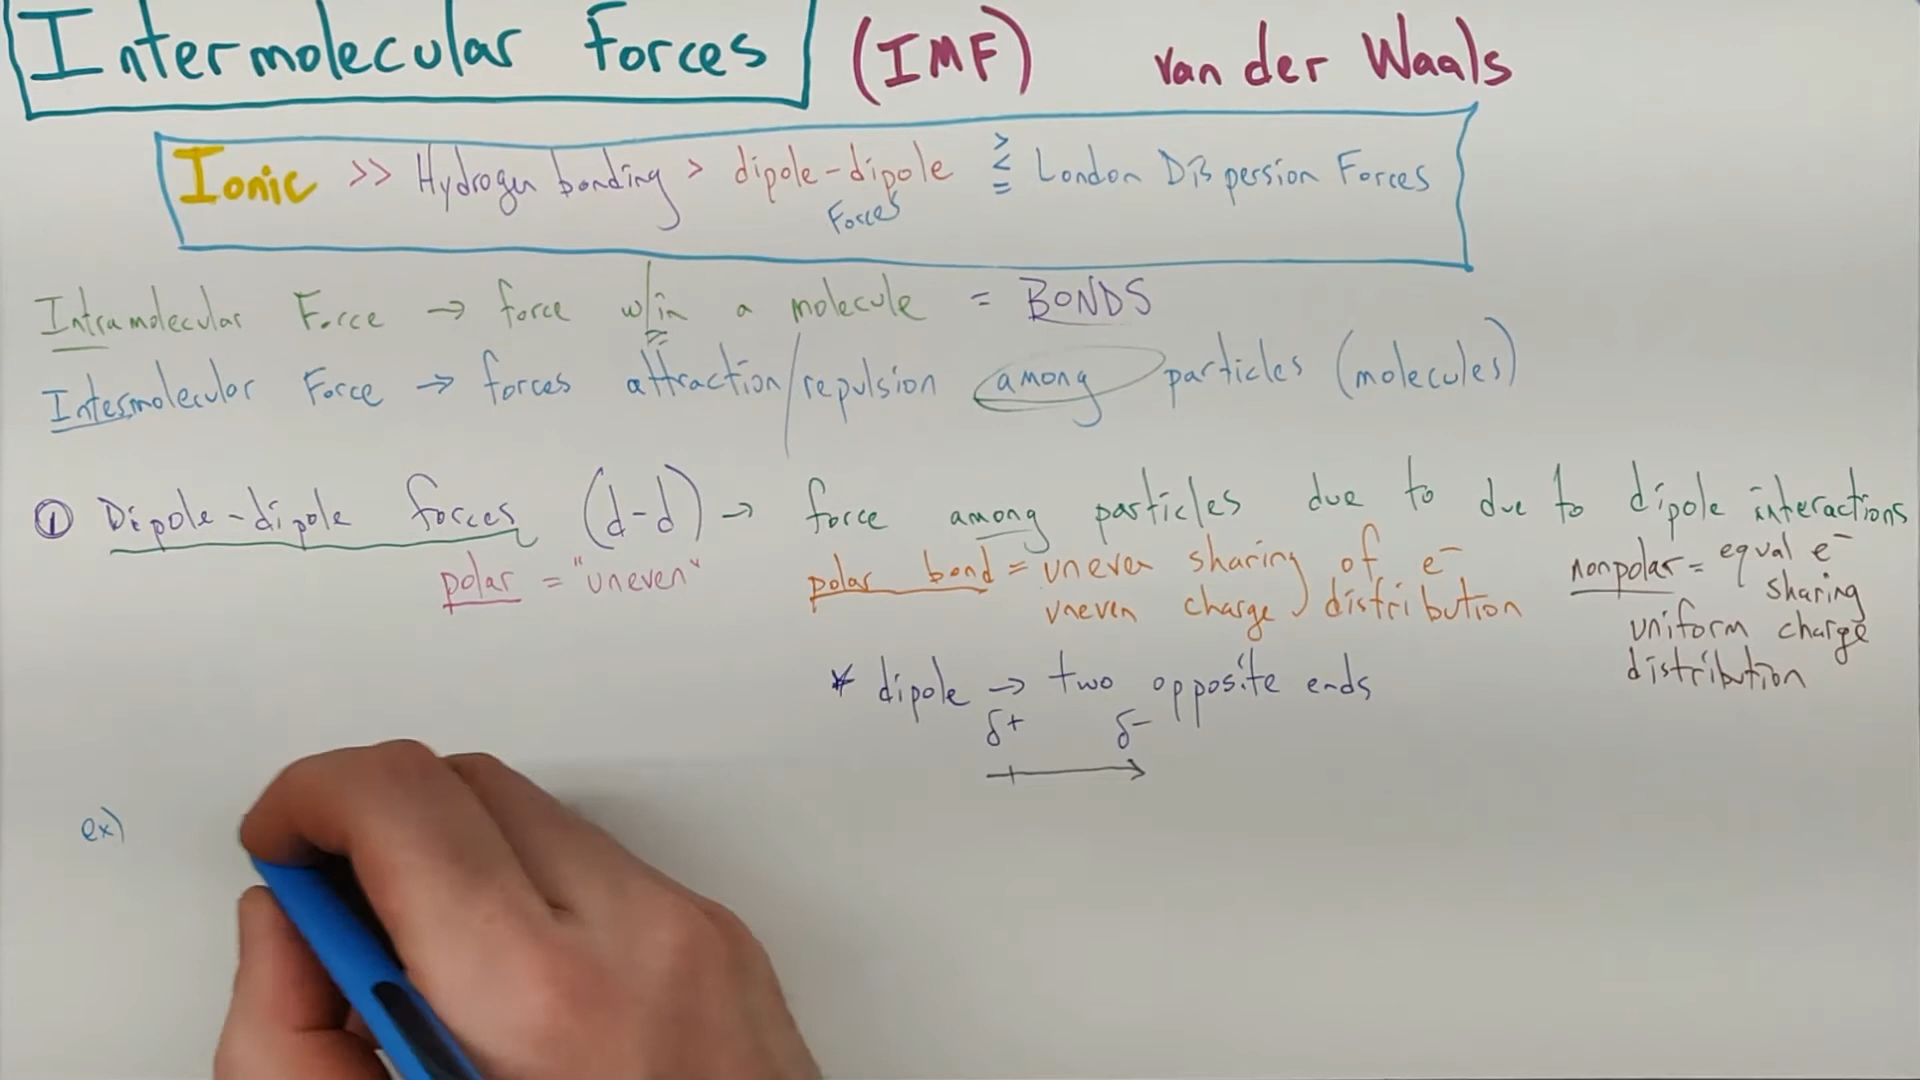 Intermolecular Forces (IMF) van der Waals
Ionic >> Hydrogen bonding > dipole-dipole Forces > < = London Dispersion Forces
Intramolecular Force → force w/in a molecule = BONDS
Intermolecular Force → forces attraction/repulsion among particles (molecules)
① Dipole-dipole forces (d-d) → force among particles due to due to dipole interactions
polar = "uneven"
polar bond = uneven sharing of e⁻
uneven charge distribution
nonpolar = equal e⁻
sharing
uniform charge
distribution
* dipole → two opposite ends
δ+ δ-
ex)